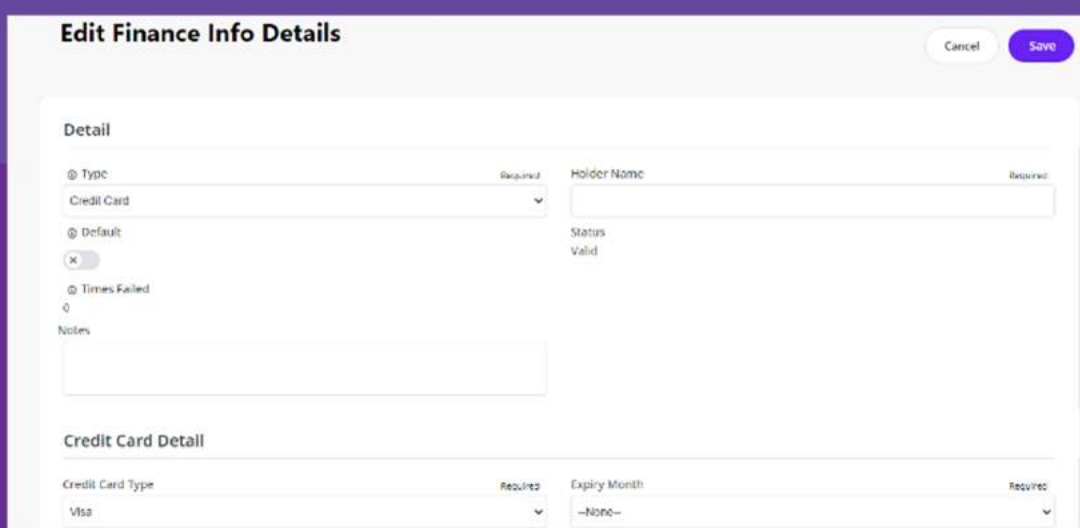 Edit Finance Info Details
Cancel
Save
Detail
Type
Required
Holder Name
Required
Credit Card
Default
Status
Valid
Times Failed
0
Notes
Credit Card Detail
Credit Card Type
Required
Expiry Month
Required
Visa
--None--